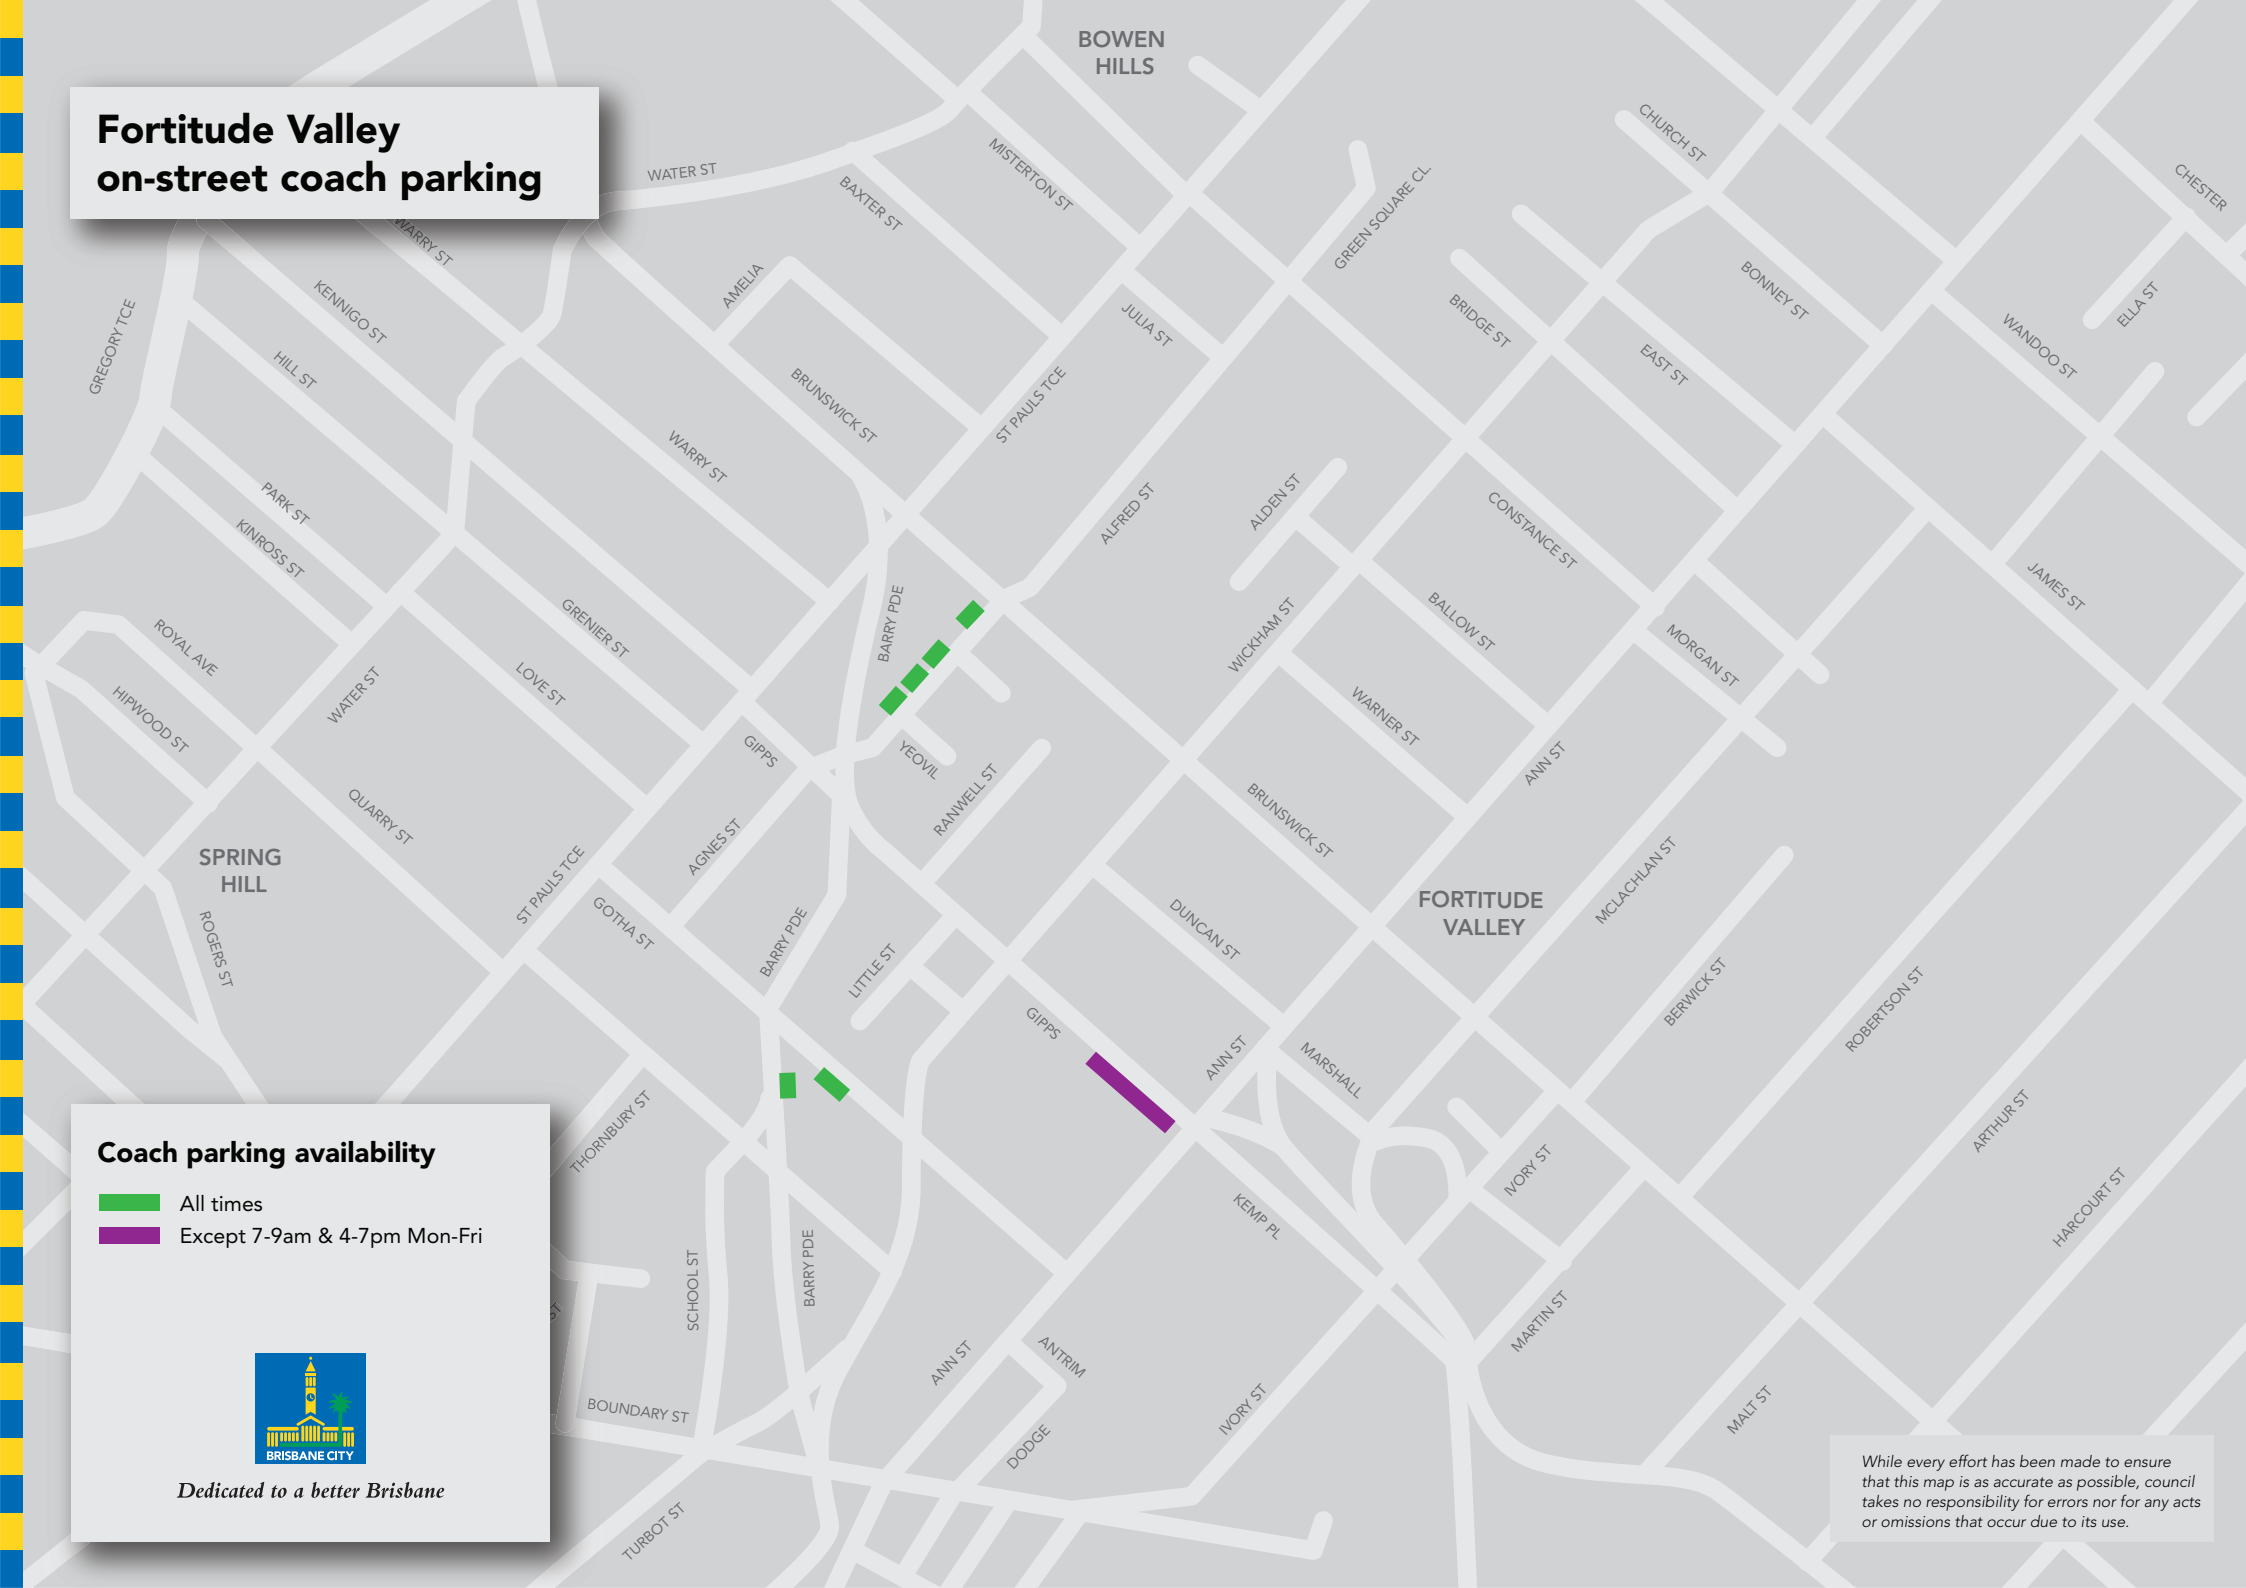 BOWEN
HILLS
Fortitude Valley
on-street coach parking
WATER ST
MISTERTON ST
BAXTER ST
GREEN SQUARE CL
CHURCH ST
CHESTER
WARRY ST
KENNIGO ST
AMELIA
GREGORY TCE
HILL ST
JULIA ST
BRIDGE ST
BONNEY ST
ELLA ST
EAST ST
WANDOO ST
BRUNSWICK ST
ST PAULS TCE
WARRY ST
PARK ST
KINROSS ST
ALFRED ST
ALDEN ST
CONSTANCE ST
JAMES ST
ROYAL AVE
GRENIER ST
BARRY PDE
WICKHAM ST
BALLOW ST
MORGAN ST
HIPWOOD ST
WATER ST
LOVE ST
WARNER ST
GIPPS
YEOVIL
RANWELL ST
ANN ST
QUARRY ST
AGNES ST
BRUNSWICK ST
MCLACHLAN ST
SPRING
HILL
ST PAULS TCE
GOTHA ST
FORTITUDE
VALLEY
ROGERS ST
BARRY PDE
LITTLE ST
DUNCAN ST
BERWICK ST
ROBERTSON ST
GIPPS
ANN ST
MARSHALL
THORNBURY ST
ARTHUR ST
IVORY ST
HARCOURT ST
KEMP PL
Coach parking availability
All times
Except 7-9am & 4-7pm Mon-Fri
SCHOOL ST
BARRY PDE
ST
MARTIN ST
ANN ST
ANTRIM
BOUNDARY ST
DODGE
IVORY ST
MALT ST
TURBOT ST
BRISBANE CITY
Dedicated to a better Brisbane
While every effort has been made to ensure
that this map is as accurate as possible, council
takes no responsibility for errors nor for any acts
or omissions that occur due to its use.